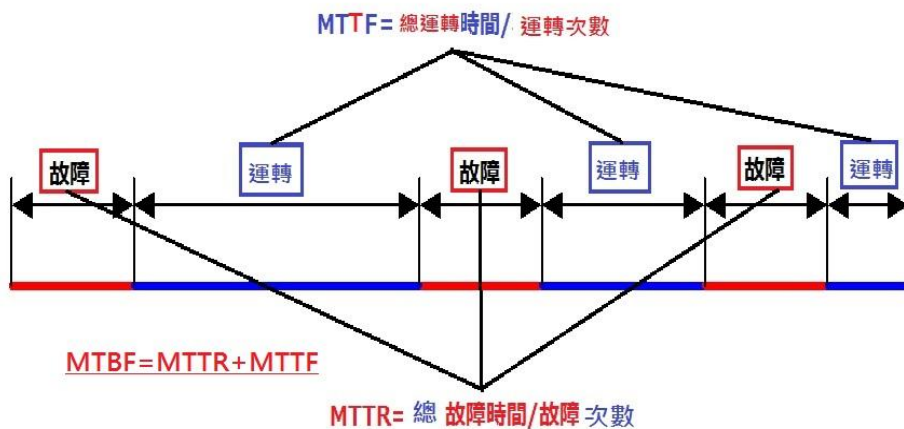 MTTF= 總運轉時間/ 運轉次數
故障 運轉 故障 運轉 故障 運轉
MTBF=MTTR+MTTF
MTTR= 總 故障時間/故障 次數